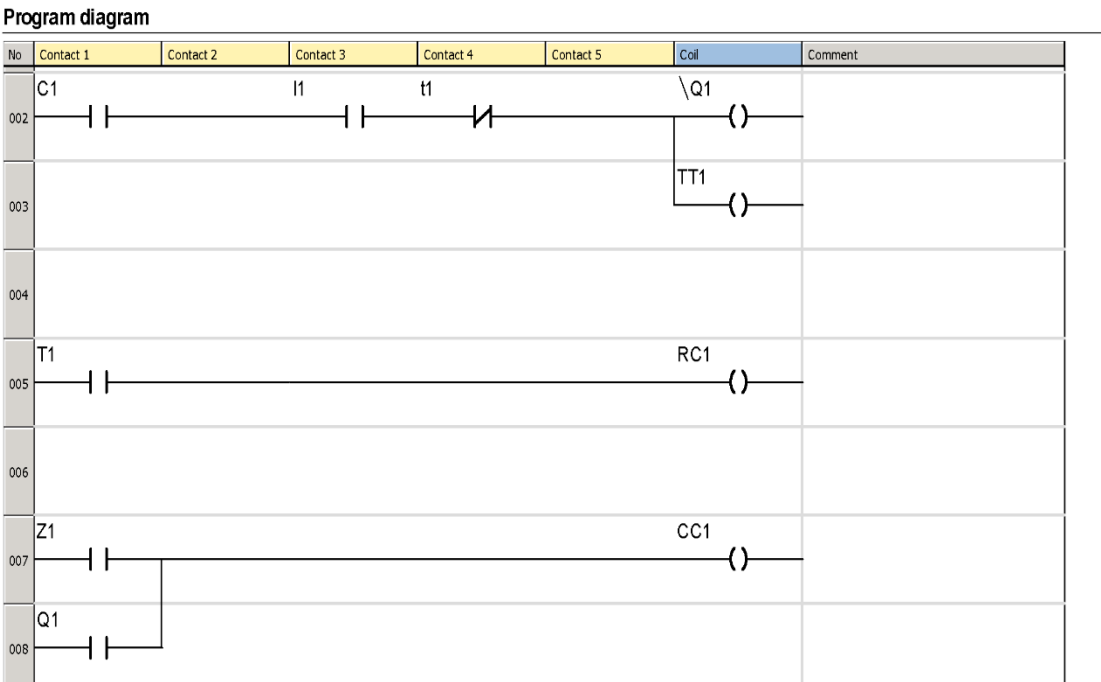 Program diagram
No Contact 1 Contact 2 Contact 3 Contact 4 Contact 5 Coil Comment
C1 I1 t1 \Q1
002
TT1
003
004
T1 RC1
005
006
Z1 CC1
007
Q1
008